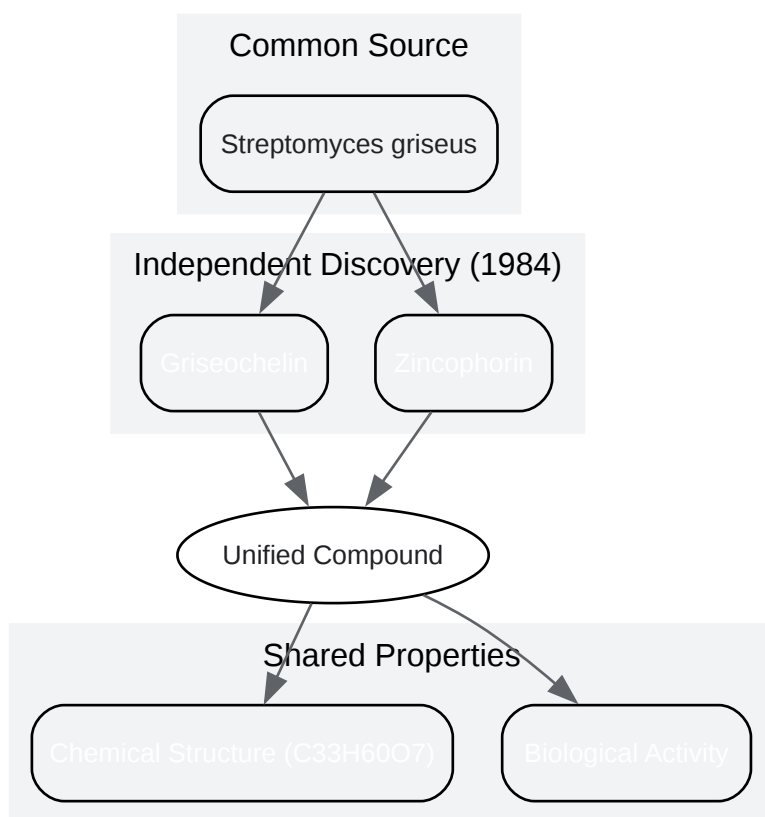 Common Source
Streptomyces griseus
Independent Discovery (1984)
Griseochelin
Zincophorin
Unified Compound
Shared Properties
Chemical Structure (C33H60O7)
Biological Activity